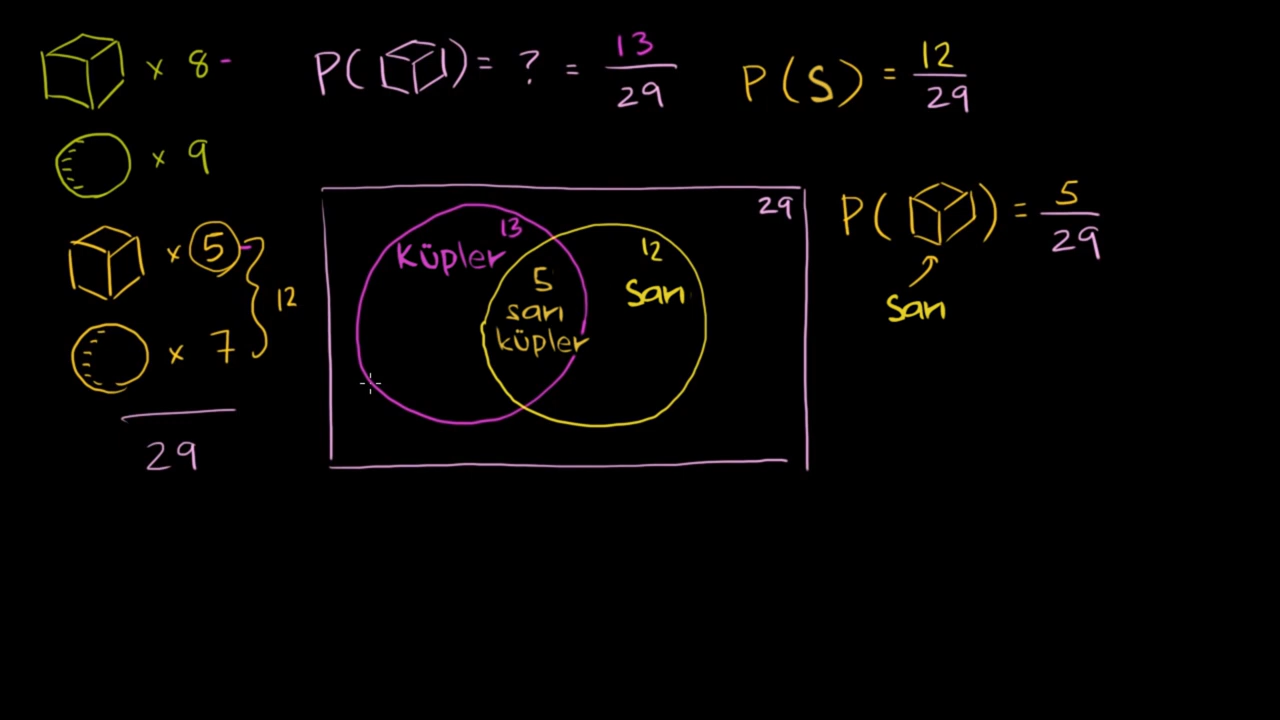 x 8
P( ) = ? = 13/29
P(S) = 12/29
x 9
x 5
x 7
12
29
29
Küpler 13
12
Sarı
5
sarı
küpler
P( ) = 5/29
Sarı